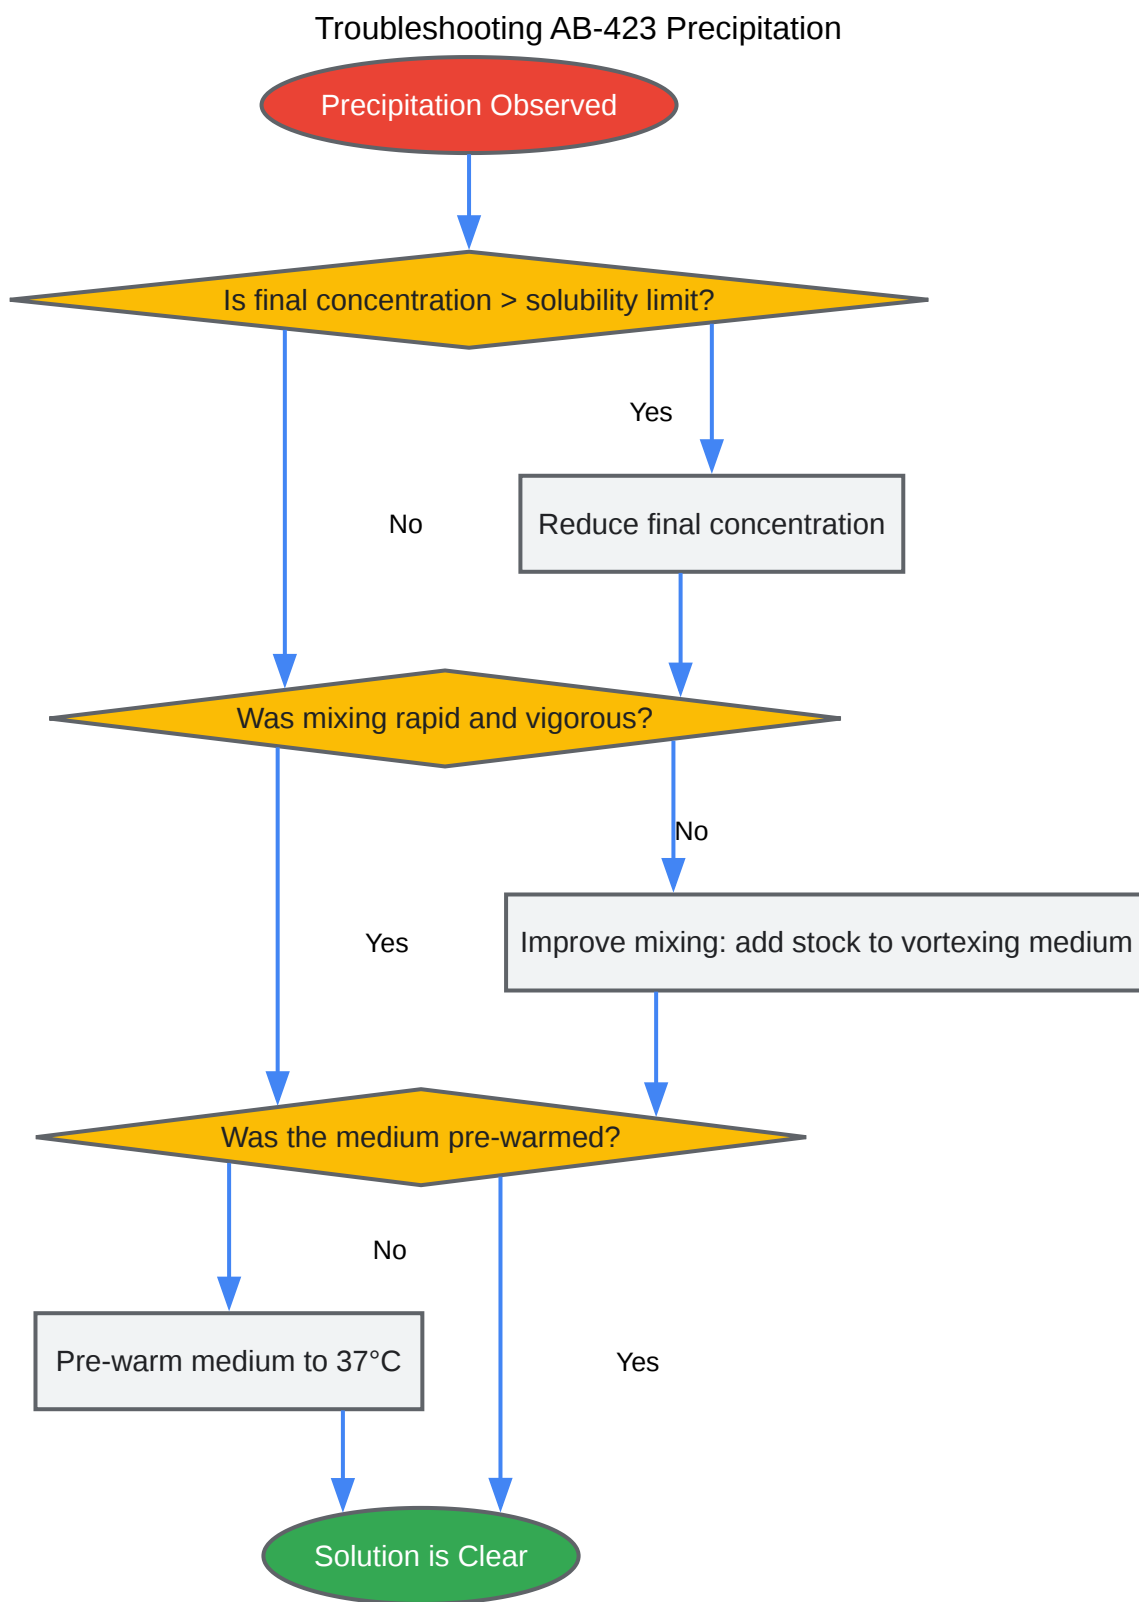 Troubleshooting AB-423 Precipitation
Precipitation Observed
Is final concentration > solubility limit?
Yes
No
Reduce final concentration
Was mixing rapid and vigorous?
No
Yes
Improve mixing: add stock to vortexing medium
Was the medium pre-warmed?
No
Pre-warm medium to 37°C
Yes
Solution is Clear